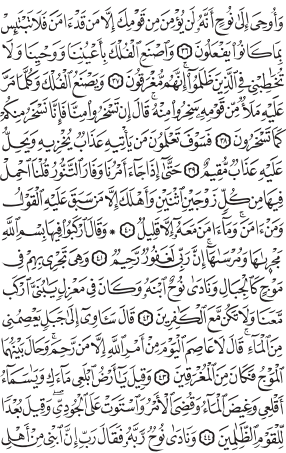 وَأُوحِيَ إِلَىٰ نُوحٍ أَنَّهُ لَن يُؤْمِنَ مِن قَوْمِكَ إِلَّا مَن قَدْ ءَامَنَ فَلَا تَبْتَئِسْ
بِمَا كَانُوا۟ يَفْعَلُونَ ٣٦ وَٱصْنَعِ ٱلْفُلْكَ بِأَعْيُنِنَا وَوَحْيِنَا وَلَا
تُخَٰطِبْنِى فِى ٱلَّذِينَ ظَلَمُوٓا۟ إِنَّهُم مُّغْرَقُونَ ٣٧ وَيَصْنَعُ ٱلْفُلْكَ وَكُلَّمَا مَرَّ
عَلَيْهِ مَلَأٌ مِّن قَوْمِهِۦ سَخِرُوا۟ مِنْهُ قَالَ إِن تَسْخَرُوا۟ مِنَّا فَإِنَّا نَسْخَرُ مِنكُمْ
كَمَا تَسْخَرُونَ ٣٨ فَسَوْفَ تَعْلَمُونَ مَن يَأْتِيهِ عَذَابٌ يُخْزِيهِ وَيَحِلُّ
عَلَيْهِ عَذَابٌ مُّقِيمٌ ٣٩ حَتَّىٰٓ إِذَا جَآءَ أَمْرُنَا وَفَارَ ٱلتَّنُّورُ قُلْنَا ٱحْمِلْ
فِيهَا مِن كُلٍّ زَوْجَيْنِ ٱثْنَيْنِ وَأَهْلَكَ إِلَّا مَن سَبَقَ عَلَيْهِ ٱلْقَوْلُ
وَمَنْ ءَامَنَ وَمَآ ءَامَنَ مَعَهُۥٓ إِلَّا قَلِيلٌ ٤٠ ۞ وَقَالَ ٱرْكَبُوا۟ فِيهَا بِسْمِ ٱللَّهِ
مَجْر۪ىٰهَا وَمُرْسَىٰهَآ إِنَّ رَبِّى لَغَفُورٌ رَّحِيمٌ ٤١ وَهِىَ تَجْرِى بِهِمْ فِى
مَوْجٍ كَٱلْجِبَالِ وَنَادَىٰ نُوحٌ ٱبْنَهُۥ وَكَانَ فِى مَعْزِلٍ يَٰبُنَىَّ ٱرْكَب
مَّعَنَا وَلَا تَكُن مَّعَ ٱلْكَٰفِرِينَ ٤٢ قَالَ سَـَٔاوِىٓ إِلَىٰ جَبَلٍ يَعْصِمُنِى
مِنَ ٱلْمَآءِ قَالَ لَا عَاصِمَ ٱلْيَوْمَ مِنْ أَمْرِ ٱللَّهِ إِلَّا مَن رَّحِمَ وَحَالَ بَيْنَهُمَا
ٱلْمَوْجُ فَكَانَ مِنَ ٱلْمُغْرَقِينَ ٤٣ وَقِيلَ يَٰٓأَرْضُ ٱبْلَعِى مَآءَكِ وَيَٰسَمَآءُ
أَقْلِعِى وَغِيضَ ٱلْمَآءُ وَقُضِىَ ٱلْأَمْرُ وَٱسْتَوَتْ عَلَى ٱلْجُودِىِّ وَقِيلَ بُعْدًا
لِّلْقَوْمِ ٱلظَّٰلِمِينَ ٤٤ وَنَادَىٰ نُوحٌ رَّبَّهُۥ فَقَالَ رَبِّ إِنَّ ٱبْنِى مِنْ أَهْلِى